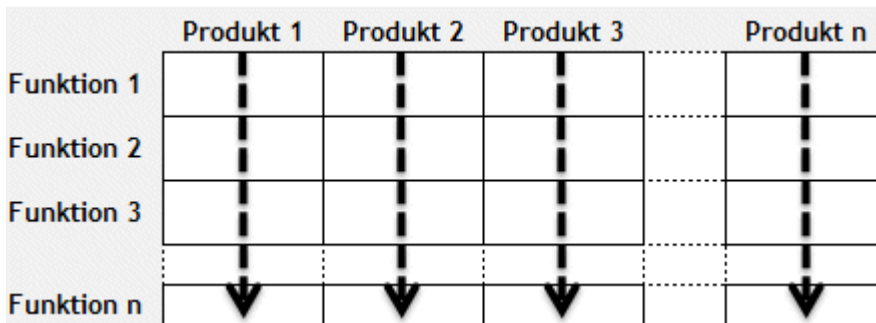 Produkt 1 Produkt 2 Produkt 3 Produkt n
Funktion 1
Funktion 2
Funktion 3
Funktion n